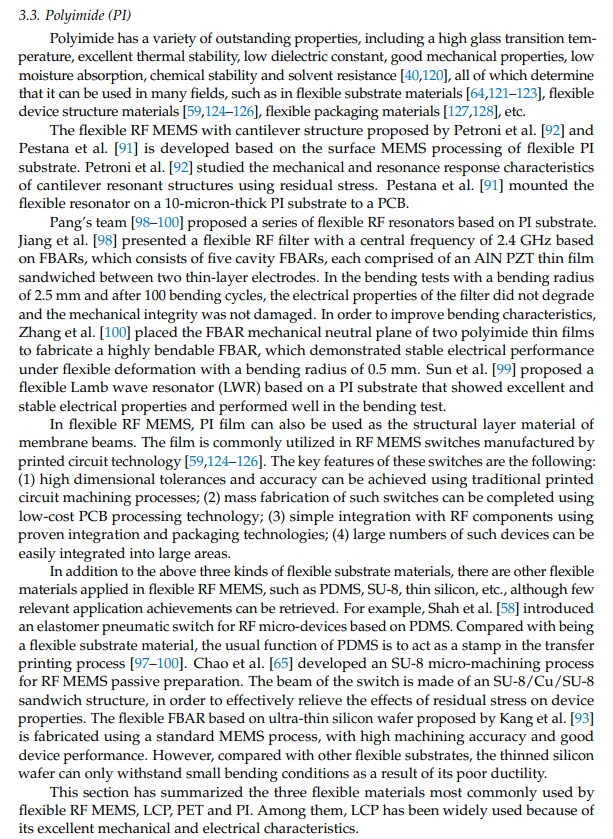 3.3. Polyimide (PI)
Polyimide has a variety of outstanding properties, including a high glass transition tem-
perature, excellent thermal stability, low dielectric constant, good mechanical properties, low
moisture absorption, chemical stability and solvent resistance [40,120], all of which determine
that it can be used in many fields, such as in flexible substrate materials [64,121–123], flexible
device structure materials [59,124–126], flexible packaging materials [127,128], etc.
The flexible RF MEMS with cantilever structure proposed by Petroni et al. [92] and
Pestana et al. [91] is developed based on the surface MEMS processing of flexible PI
substrate. Petroni et al. [92] studied the mechanical and resonance response characteristics
of cantilever resonant structures using residual stress. Pestana et al. [91] mounted the
flexible resonator on a 10-micron-thick PI substrate to a PCB.
Pang's team [98–100] proposed a series of flexible RF resonators based on PI substrate.
Jiang et al. [98] presented a flexible RF filter with a central frequency of 2.4 GHz based
on FBARs, which consists of five cavity FBARs, each comprised of an AlN PZT thin film
sandwiched between two thin-layer electrodes. In the bending tests with a bending radius
of 2.5 mm and after 100 bending cycles, the electrical properties of the filter did not degrade
and the mechanical integrity was not damaged. In order to improve bending characteristics,
Zhang et al. [100] placed the FBAR mechanical neutral plane of two polyimide thin films
to fabricate a highly bendable FBAR, which demonstrated stable electrical performance
under flexible deformation with a bending radius of 0.5 mm. Sun et al. [99] proposed a
flexible Lamb wave resonator (LWR) based on a PI substrate that showed excellent and
stable electrical properties and performed well in the bending test.
In flexible RF MEMS, PI film can also be used as the structural layer material of
membrane beams. The film is commonly utilized in RF MEMS switches manufactured by
printed circuit technology [59,124–126]. The key features of these switches are the following:
(1) high dimensional tolerances and accuracy can be achieved using traditional printed
circuit machining processes; (2) mass fabrication of such switches can be completed using
low-cost PCB processing technology; (3) simple integration with RF components using
proven integration and packaging technologies; (4) large numbers of such devices can be
easily integrated into large areas.
In addition to the above three kinds of flexible substrate materials, there are other flexible
materials applied in flexible RF MEMS, such as PDMS, SU-8, thin silicon, etc., although few
relevant application achievements can be retrieved. For example, Shah et al. [58] introduced
an elastomer pneumatic switch for RF micro-devices based on PDMS. Compared with being
a flexible substrate material, the usual function of PDMS is to act as a stamp in the transfer
printing process [97–100]. Chao et al. [65] developed an SU-8 micro-machining process
for RF MEMS passive preparation. The beam of the switch is made of an SU-8/Cu/SU-8
sandwich structure, in order to effectively relieve the effects of residual stress on device
properties. The flexible FBAR based on ultra-thin silicon wafer proposed by Kang et al. [93]
is fabricated using a standard MEMS process, with high machining accuracy and good
device performance. However, compared with other flexible substrates, the thinned silicon
wafer can only withstand small bending conditions as a result of its poor ductility.
This section has summarized the three flexible materials most commonly used by
flexible RF MEMS, LCP, PET and PI. Among them, LCP has been widely used because of
its excellent mechanical and electrical characteristics.